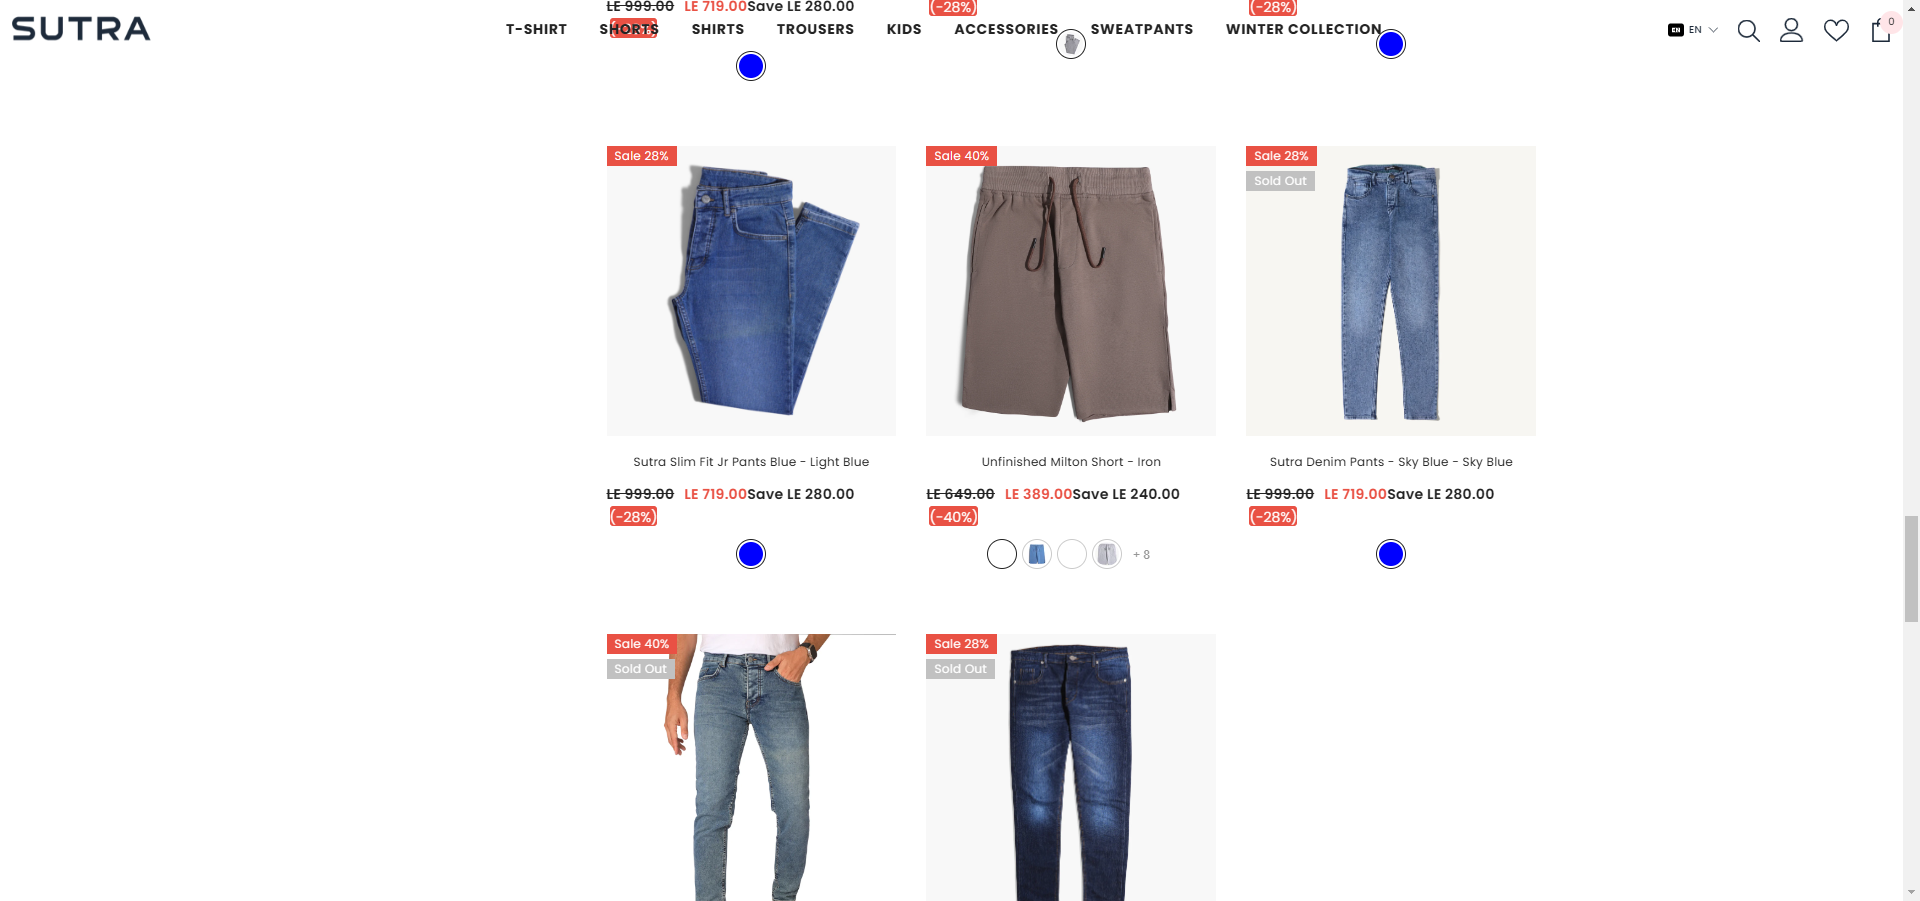 LE 999.00 LE 719.00Save LE 280.00
(-28%)
(-28%)
SUTRA
T-SHIRT SHORTS SHIRTS TROUSERS KIDS ACCESSORIES SWEATPANTS WINTER COLLECTION
EN EN
0
Sale 28%
Sale 40%
Sale 28%
Sold Out
Sutra Slim Fit Jr Pants Blue - Light Blue
LE 999.00 LE 719.00Save LE 280.00
(-28%)
Unfinished Milton Short - Iron
LE 649.00 LE 389.00Save LE 240.00
(-40%)
+ 8
Sutra Denim Pants - Sky Blue - Sky Blue
LE 999.00 LE 719.00Save LE 280.00
(-28%)
Sale 40%
Sold Out
Sale 28%
Sold Out